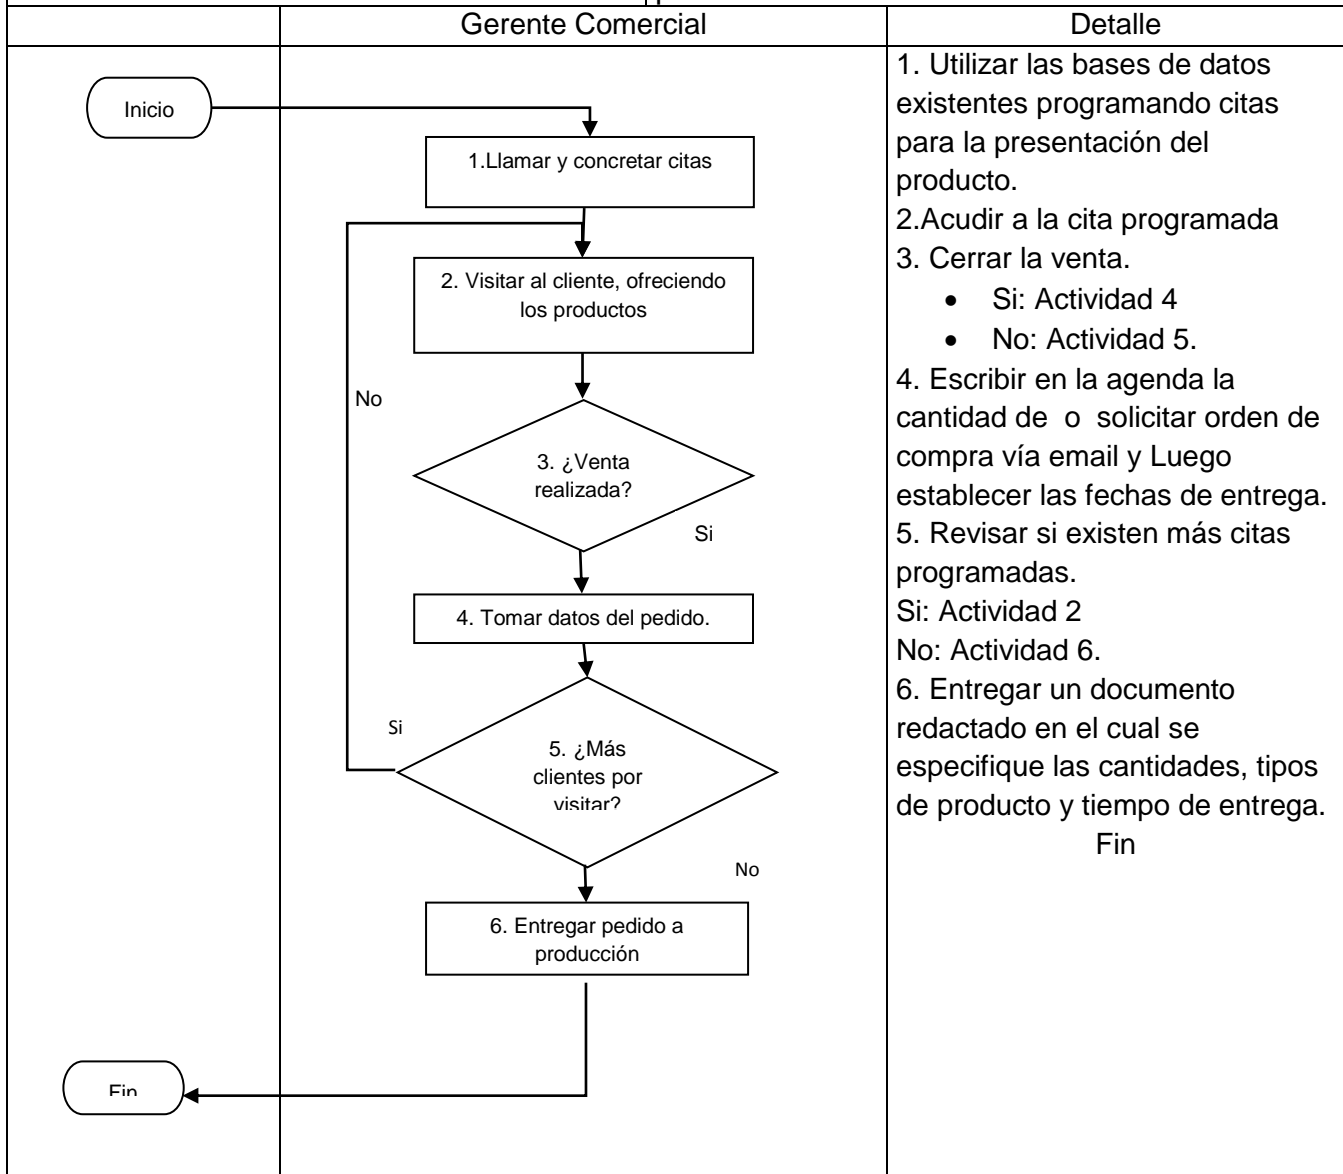 Gerente Comercial
Detalle
Inicio
1.Llamar y concretar citas
2. Visitar al cliente, ofreciendo
los productos
No
3. ¿Venta
realizada?
Si
4. Tomar datos del pedido.
Si
5. ¿Más
clientes por
visitar?
No
6. Entregar pedido a
producción
Fin
1. Utilizar las bases de datos
existentes programando citas
para la presentación del
producto.
2.Acudir a la cita programada
3. Cerrar la venta.
• Si: Actividad 4
• No: Actividad 5.
4. Escribir en la agenda la
cantidad de o solicitar orden de
compra vía email y Luego
establecer las fechas de entrega.
5. Revisar si existen más citas
programadas.
Si: Actividad 2
No: Actividad 6.
6. Entregar un documento
redactado en el cual se
especifique las cantidades, tipos
de producto y tiempo de entrega.
Fin